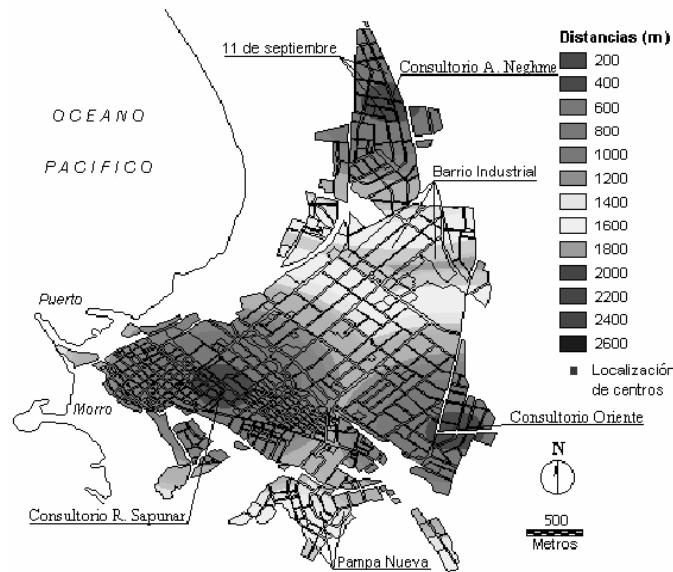 11 de septiembre
Consultorio A. Neghme
OCEANO
PACIFICO
Barrio Industrial
Puerto
Morro
Consultorio Oriente
Consultorio R. Sapunar
Pampa Nueva
Distancias (m)
200
400
600
800
1000
1200
1400
1600
1800
2000
2200
2400
2600
Localización
de centros
N
500
Metros